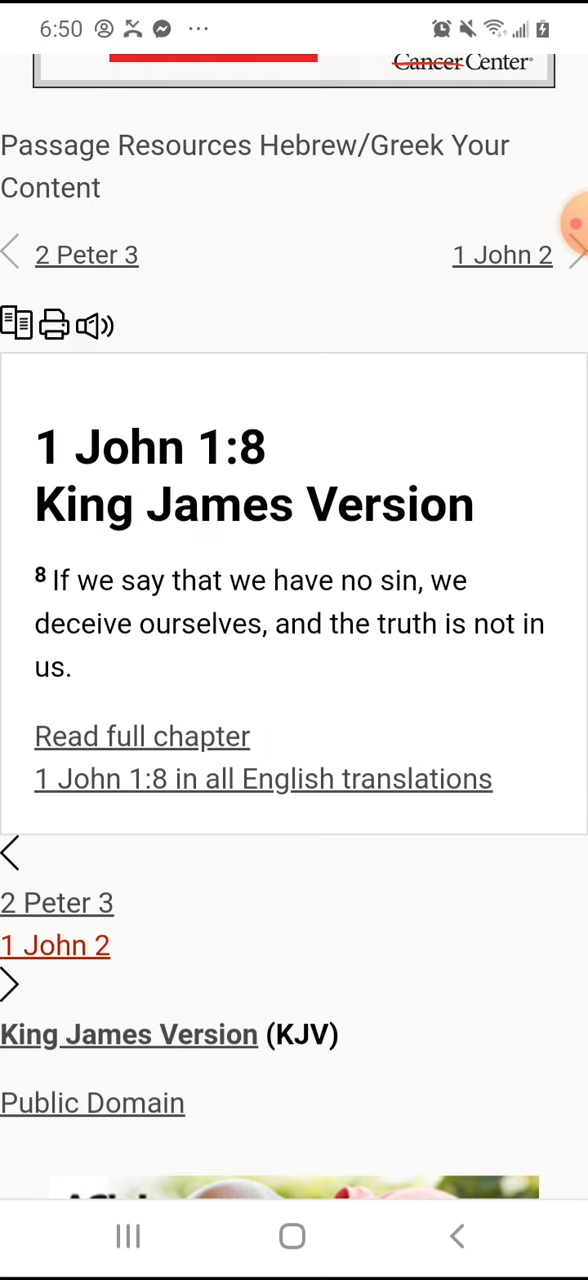 6:50
Cancer Center
Passage Resources Hebrew/Greek Your
Content
2 Peter 3
1 John 2
1 John 1:8
King James Version
8 If we say that we have no sin, we
deceive ourselves, and the truth is not in
us.
Read full chapter
1 John 1:8 in all English translations
2 Peter 3
1 John 2
King James Version (KJV)
Public Domain